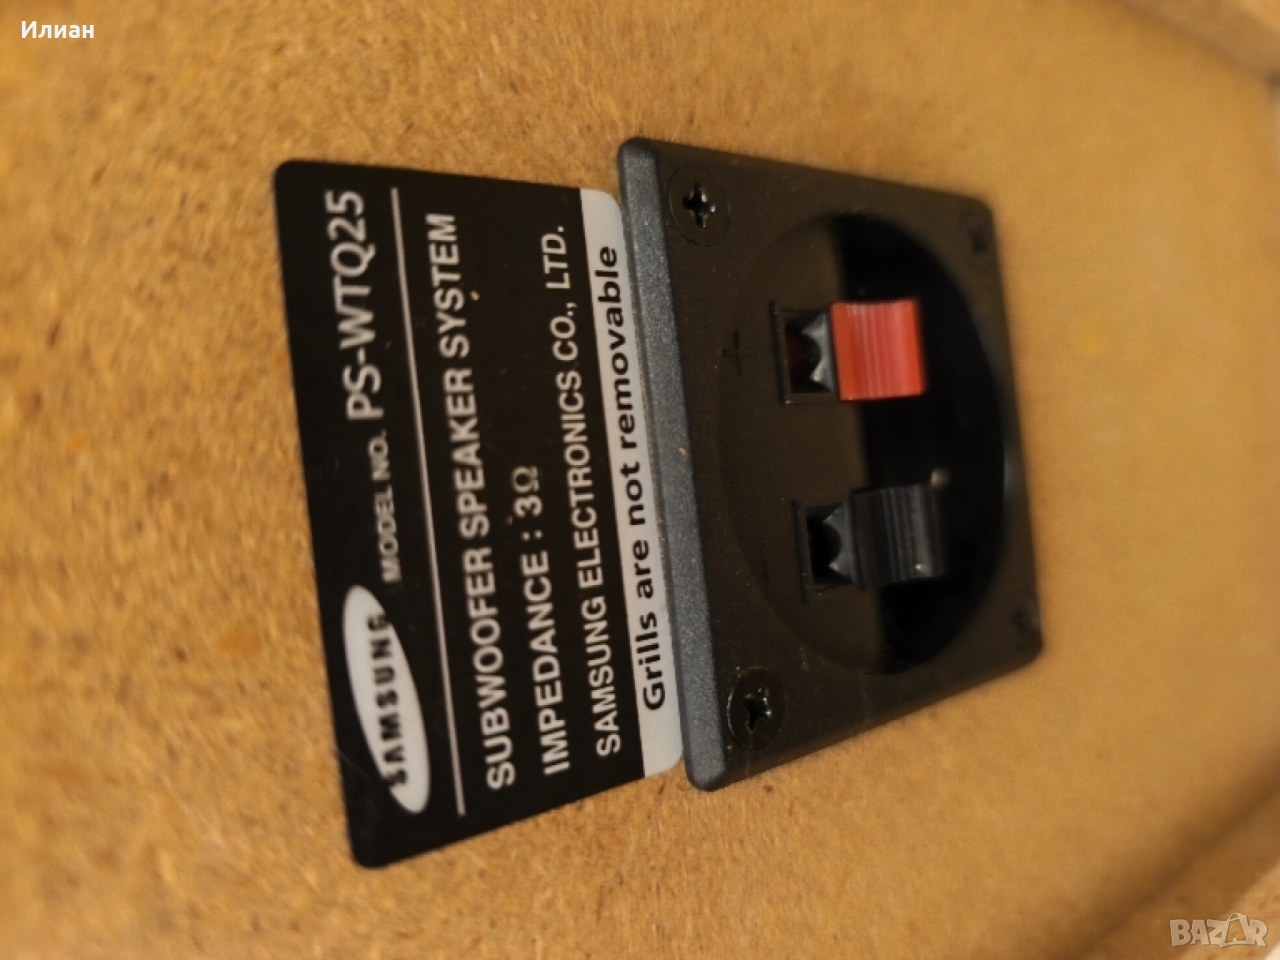 Илиан
SAMSUNG MODEL NO. PS-WTQ25
SUBWOOFER SPEAKER SYSTEM
IMPEDANCE : 3Ω
SAMSUNG ELECTRONICS CO., LTD.
Grills are not removable
+
-
BAZAR